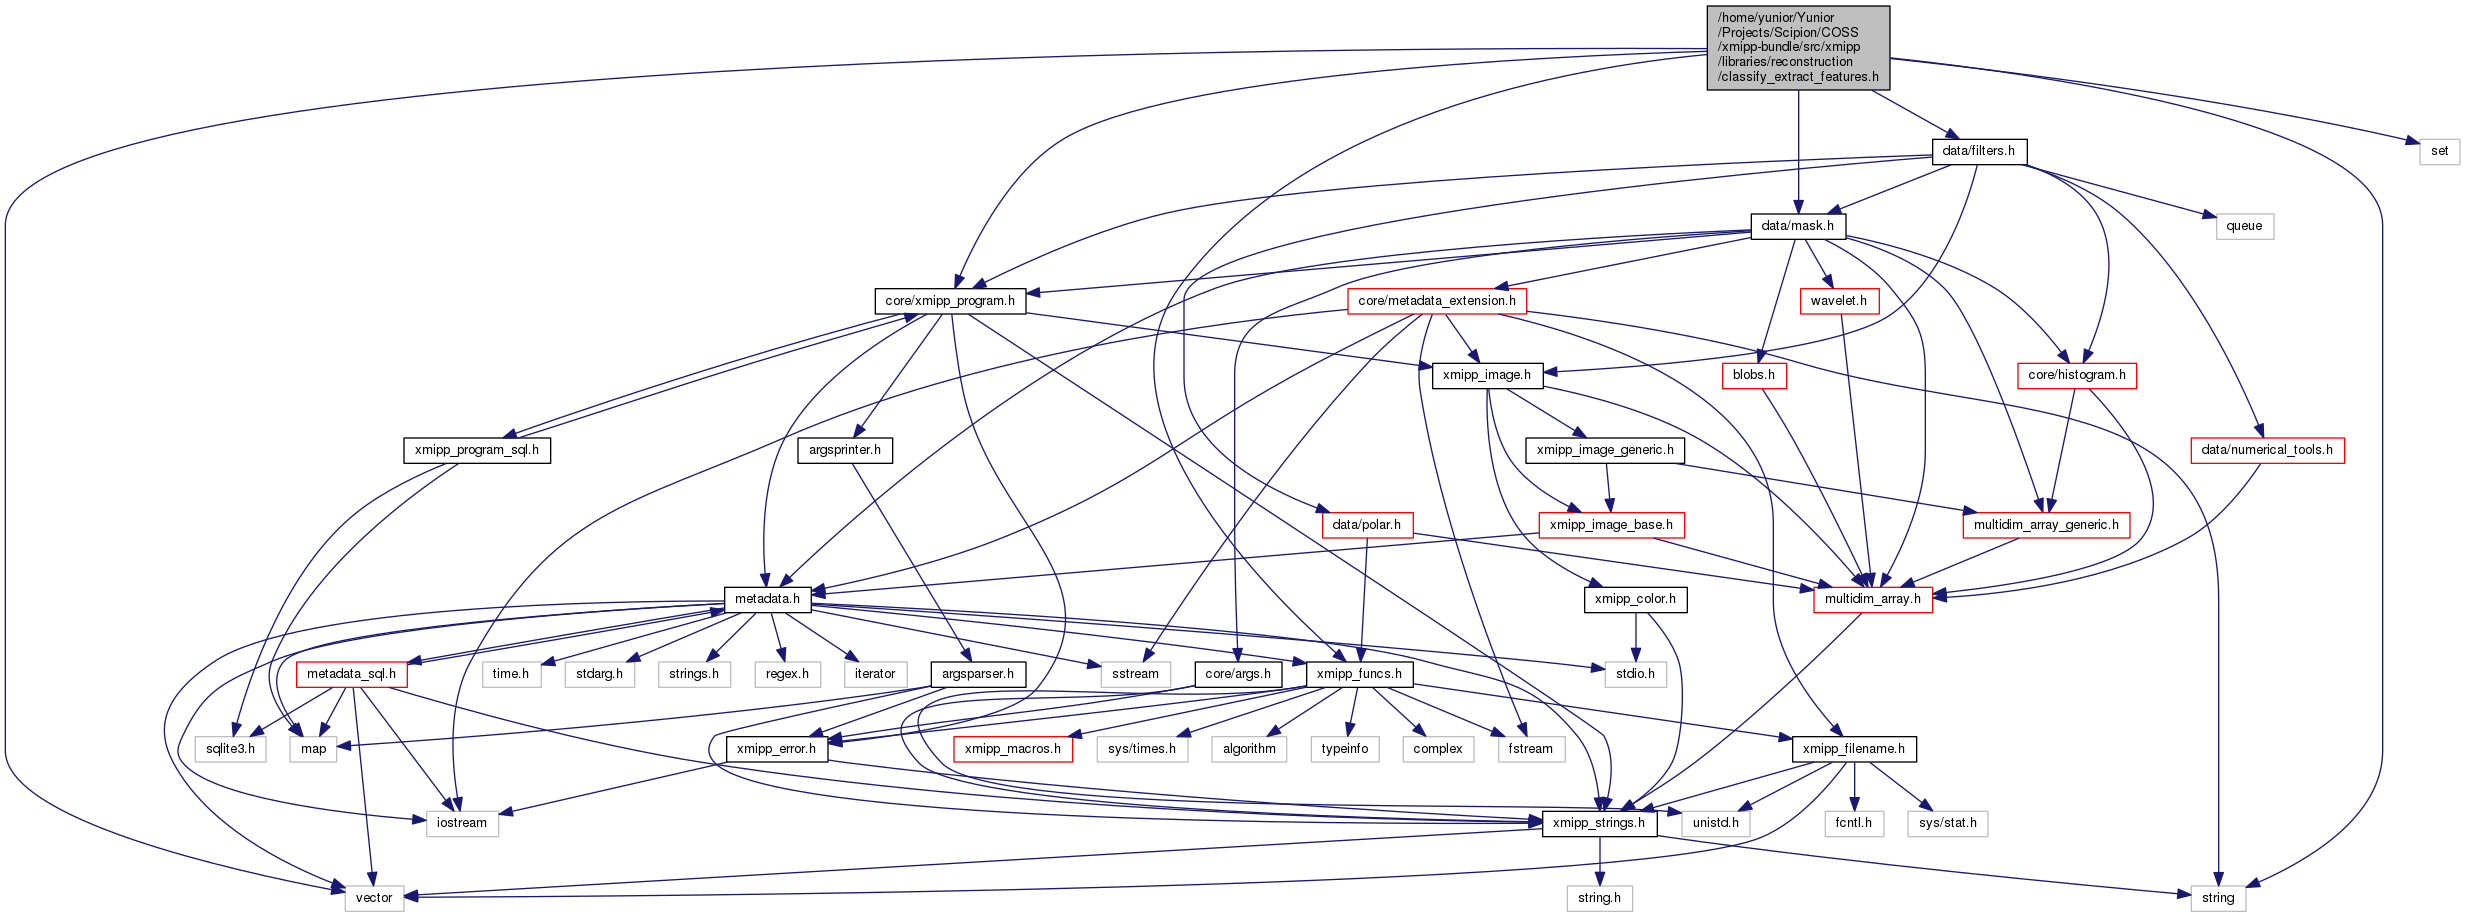 /home/yunior/Yunior
/Projects/Scipion/COSS
/xmipp-bundle/src/xmipp
/libraries/reconstruction
/classify_extract_features.h
data/filters.h
set
data/mask.h
queue
core/xmipp_program.h
core/metadata_extension.h
wavelet.h
xmipp_image.h
blobs.h
core/histogram.h
xmipp_program_sql.h
argsprinter.h
xmipp_image_generic.h
data/numerical_tools.h
data/polar.h
xmipp_image_base.h
multidim_array_generic.h
metadata.h
xmipp_color.h
multidim_array.h
metadata_sql.h
time.h
stdarg.h
strings.h
regex.h
iterator
argsparser.h
sstream
core/args.h
xmipp_funcs.h
stdio.h
sqlite3.h
map
xmipp_error.h
xmipp_macros.h
sys/times.h
algorithm
typeinfo
complex
fstream
xmipp_filename.h
iostream
xmipp_strings.h
unistd.h
fcntl.h
sys/stat.h
vector
string.h
string